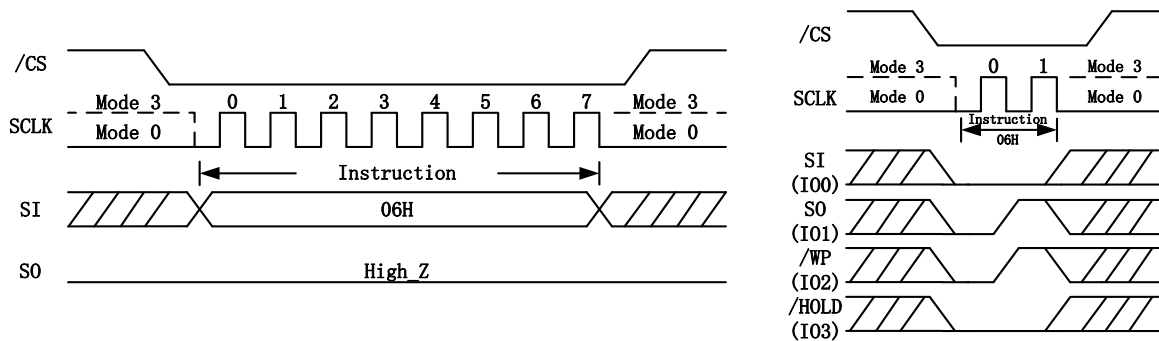 /CS
SCLK
Mode 3
Mode 0
0 1 2 3 4 5 6 7
Mode 3
Mode 0
Instruction
SI
06H
SO
High_Z
/CS
SCLK
Mode 3
Mode 0
0 1
Mode 3
Mode 0
Instruction
06H
SI
(IO0)
SO
(IO1)
/WP
(IO2)
/HOLD
(IO3)